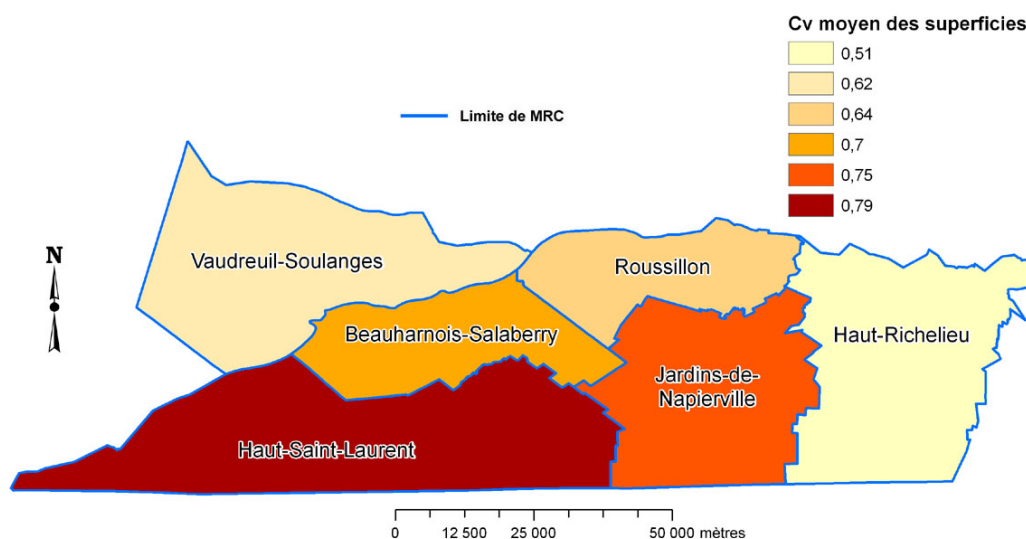 Cv moyen des superficies
0,51
0,62
0,64
0,7
0,75
0,79
Limite de MRC
N
Vaudreuil-Soulanges
Roussillon
Beauharnois-Salaberry
Haut-Richelieu
Jardins-de-
Napierville
Haut-Saint-Laurent
0 12 500 25 000 50 000 mètres